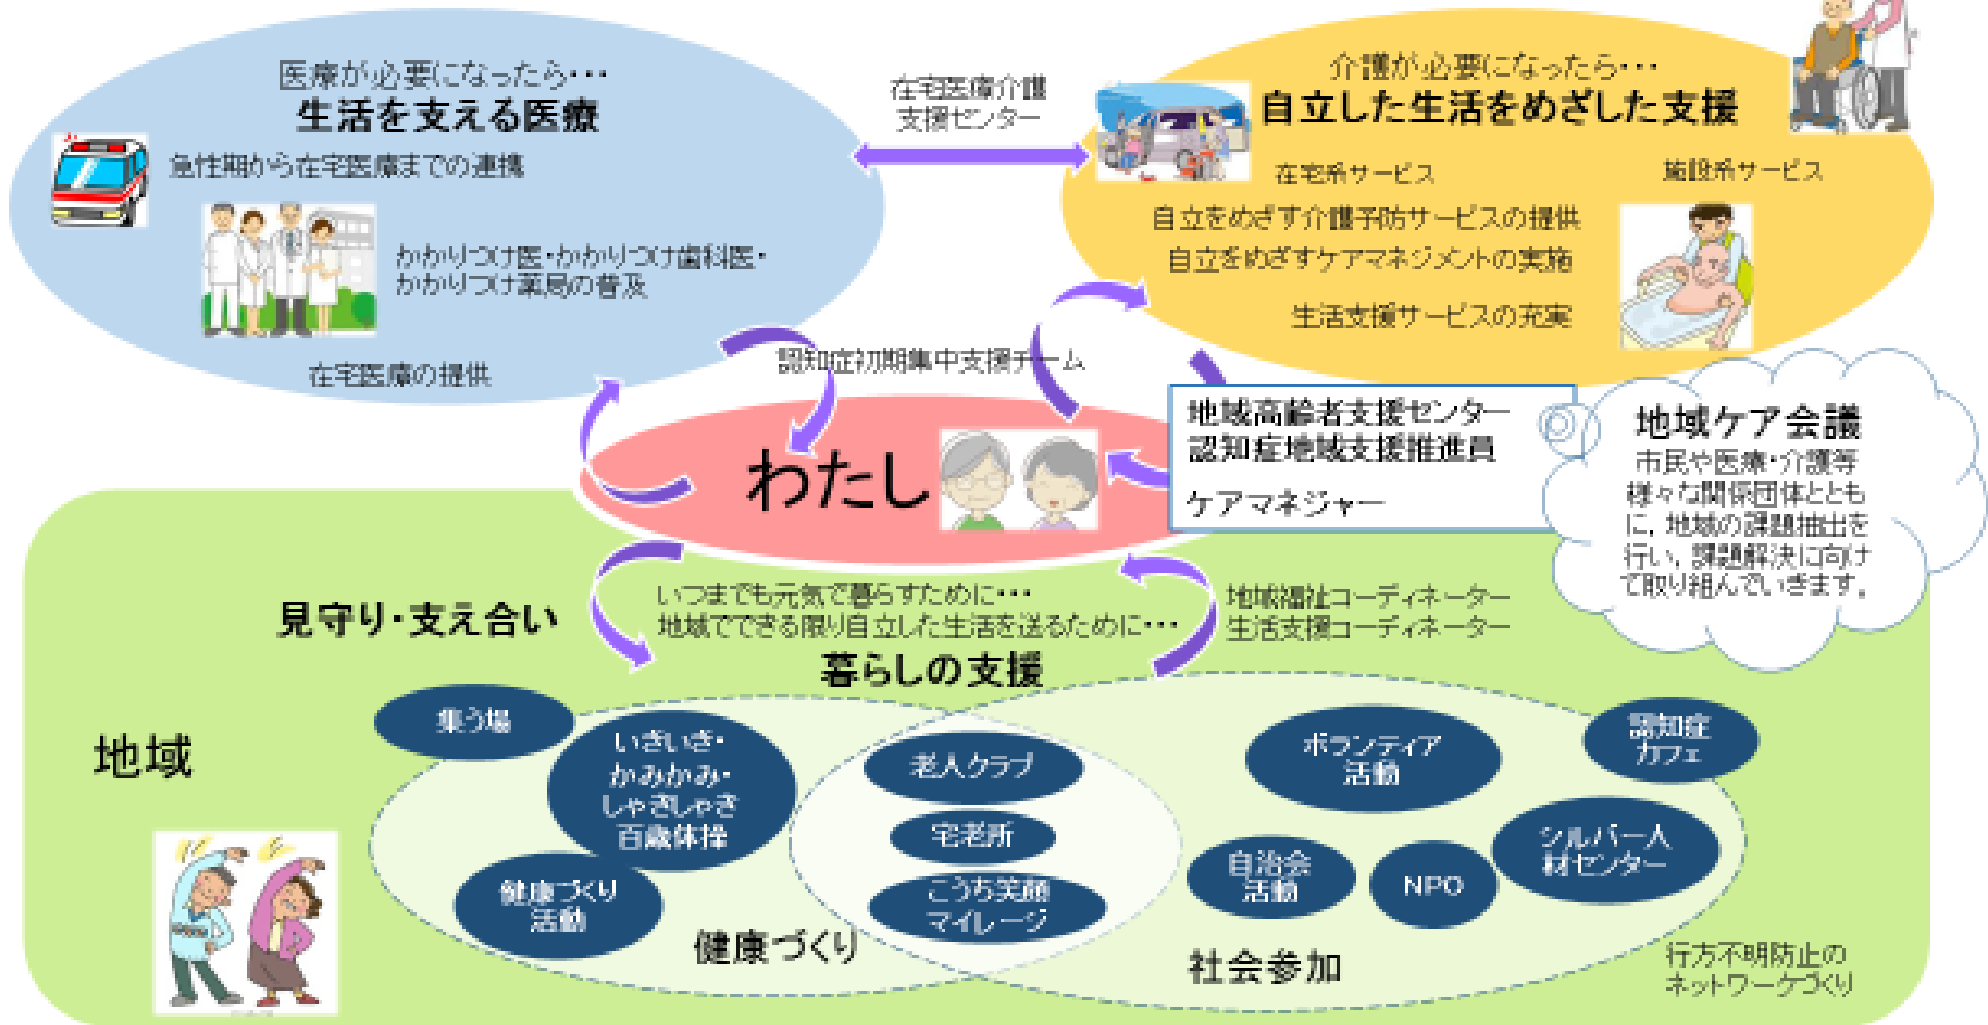 医療が必要になったら・・・
生活を支える医療
急性期から在宅医療までの連携
かかりつけ医・かかりつけ歯科医・
かかりつけ薬局の普及
在宅医療の提供
在宅医療介護
支援センター
介護が必要になったら・・・
自立した生活をめざした支援
在宅系サービス
施設系サービス
自立をめざす介護予防サービスの提供
自立をめざすケアマネジメントの実施
生活支援サービスの充実
認知症初期集中支援チーム
わたし
地域高齢者支援センター
認知症地域支援推進員
ケアマネジャー
地域ケア会議
市民や医療・介護等
様々な関係団体ととも
に、地域の課題抽出を
行い、課題解決に向け
て取り組んでいきます。
見守り・支え合い
いつまでも元気で暮らすために・・・
地域でできる限り自立した生活を送るために・・・
暮らしの支援
地域福祉コーディネーター
生活支援コーディネーター
地域
集う場
いきいき・
かみかみ・
しゃきしゃき
百歳体操
健康づくり
活動
老人クラブ
宅老所
こうち笑顔
マイレージ
健康づくり
ボランティア
活動
認知症
カフェ
自治会
活動
NPO
シルバー人
材センター
社会参加
行方不明防止の
ネットワークづくり